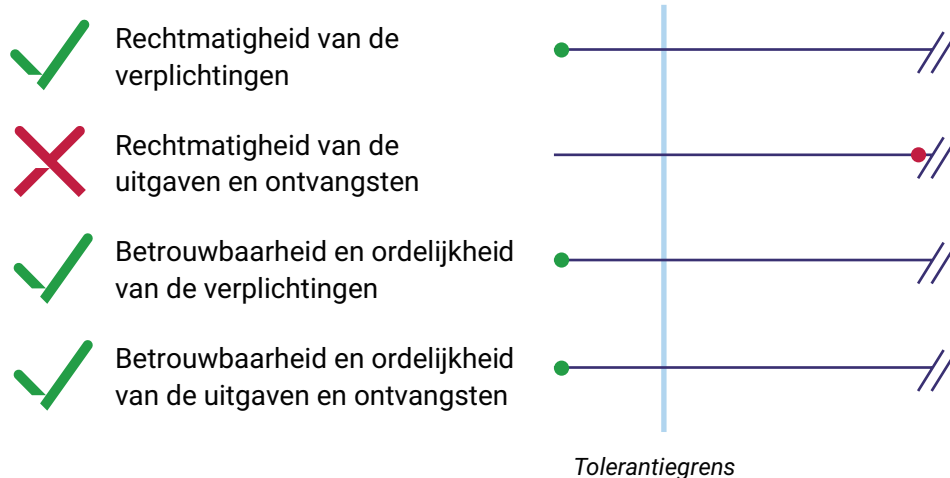 Rechtmatigheid van de
verplichtingen
Rechtmatigheid van de
uitgaven en ontvangsten
Betrouwbaarheid en ordelijkheid
van de verplichtingen
Betrouwbaarheid en ordelijkheid
van de uitgaven en ontvangsten
Tolerantiegrens